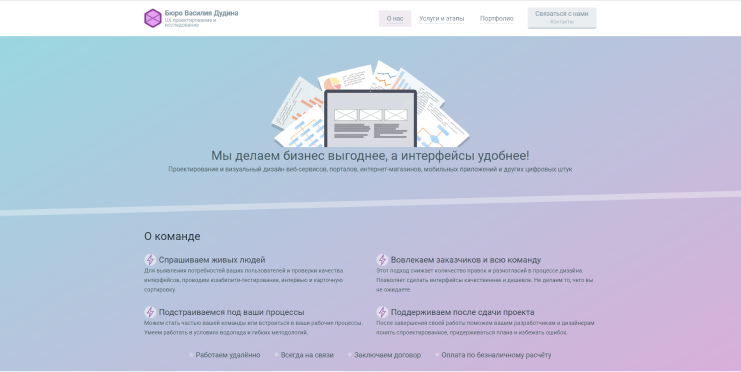 Бюро Василия Дудина
UX проектирование и
исследование
О нас
Услуги и этапы
Портфолио
Связаться с нами
Контакты
Мы делаем бизнес выгоднее, а интерфейсы удобнее!
Проектирование и визуальный дизайн веб-сервисов, порталов, интернет-магазинов, мобильных приложений и других цифровых штук
О команде
Спрашиваем живых людей
Для выявления потребностей ваших пользователей и проверки качества
интерфейсов, проводим юзабилити-тестирование, интервью и карточную
сортировку.
Вовлекаем заказчиков и всю команду
Этот подход снижает количество правок и разногласий в процессе дизайна.
Позволяет сделать интерфейсы качественнее и дешевле. Не делаем то, чего вы
не ожидаете.
Подстраиваемся под ваши процессы
Можем стать частью вашей команды или встроиться в ваши рабочие процессы.
Умеем работать в условиях водопада и гибких методологий.
Поддерживаем после сдачи проекта
После завершения своей работы поможем вашим разработчикам и дизайнерам
понять спроектированное, придерживаться плана и избежать ошибок.
Работаем удалённо
Всегда на связи
Заключаем договор
Оплата по безналичному расчёту